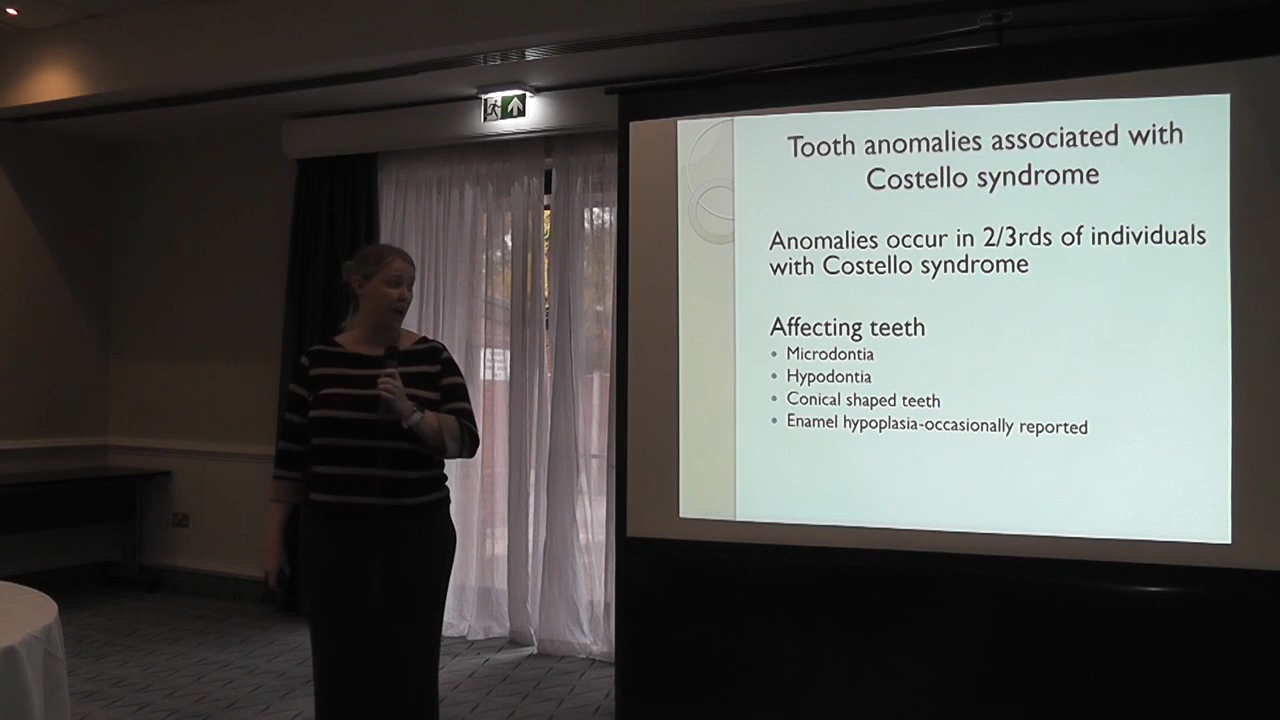 Tooth anomalies associated with
Costello syndrome
Anomalies occur in 2/3rds of individuals
with Costello syndrome
Affecting teeth
• Microdontia
• Hypodontia
• Conical shaped teeth
• Enamel hypoplasia-occasionally reported